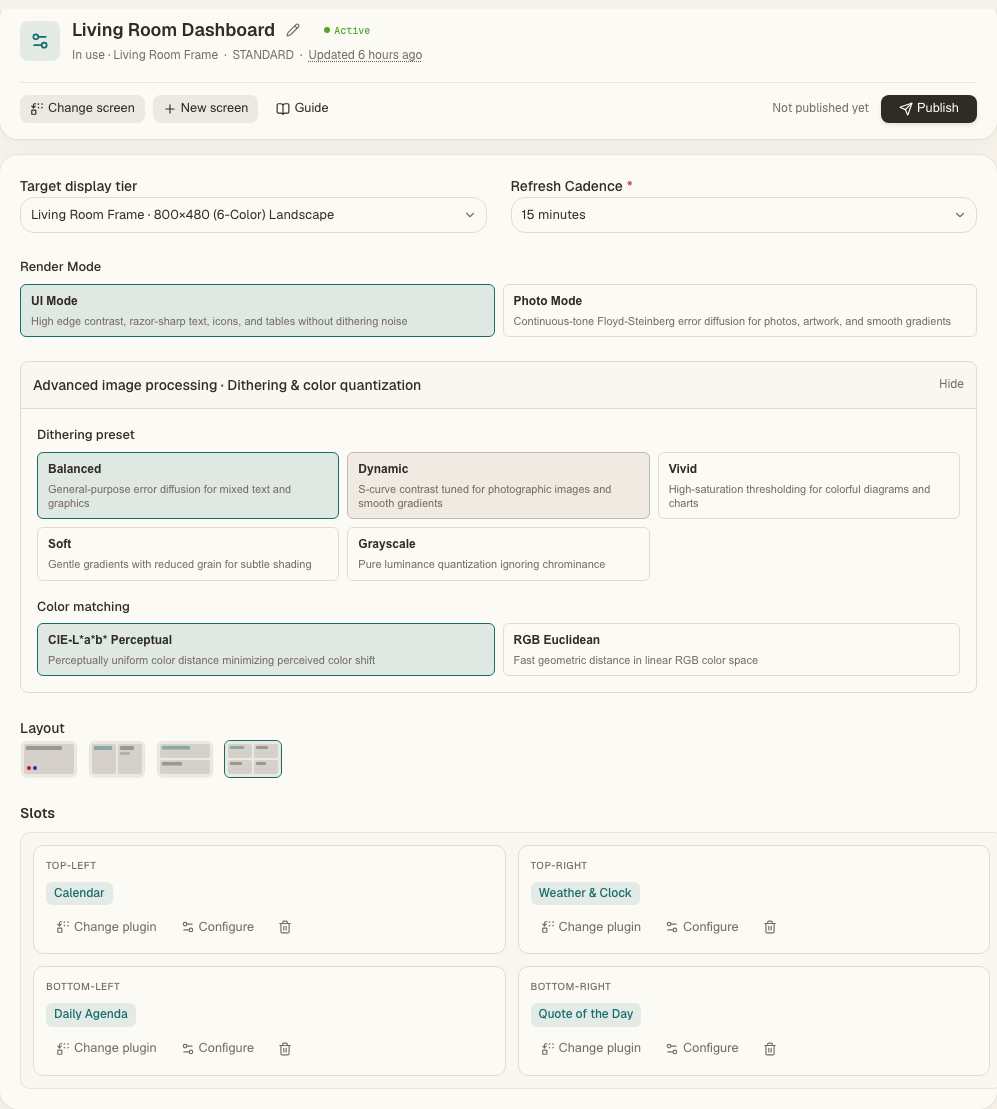 Living Room Dashboard
Active
In use · Living Room Frame · STANDARD · Updated 6 hours ago
Change screen
New screen
Guide
Not published yet
Publish
Target display tier
Living Room Frame · 800×480 (6-Color) Landscape
Refresh Cadence *
15 minutes
Render Mode
UI Mode
High edge contrast, razor-sharp text, icons, and tables without dithering noise
Photo Mode
Continuous-tone Floyd-Steinberg error diffusion for photos, artwork, and smooth gradients
Advanced image processing · Dithering & color quantization
Hide
Dithering preset
Balanced
General-purpose error diffusion for mixed text and
graphics
Dynamic
S-curve contrast tuned for photographic images and
smooth gradients
Vivid
High-saturation thresholding for colorful diagrams and
charts
Soft
Gentle gradients with reduced grain for subtle shading
Grayscale
Pure luminance quantization ignoring chrominance
Color matching
CIE-L*a*b* Perceptual
Perceptually uniform color distance minimizing perceived color shift
RGB Euclidean
Fast geometric distance in linear RGB color space
Layout
Slots
TOP-LEFT
Calendar
Change plugin
Configure
TOP-RIGHT
Weather & Clock
Change plugin
Configure
BOTTOM-LEFT
Daily Agenda
Change plugin
Configure
BOTTOM-RIGHT
Quote of the Day
Change plugin
Configure